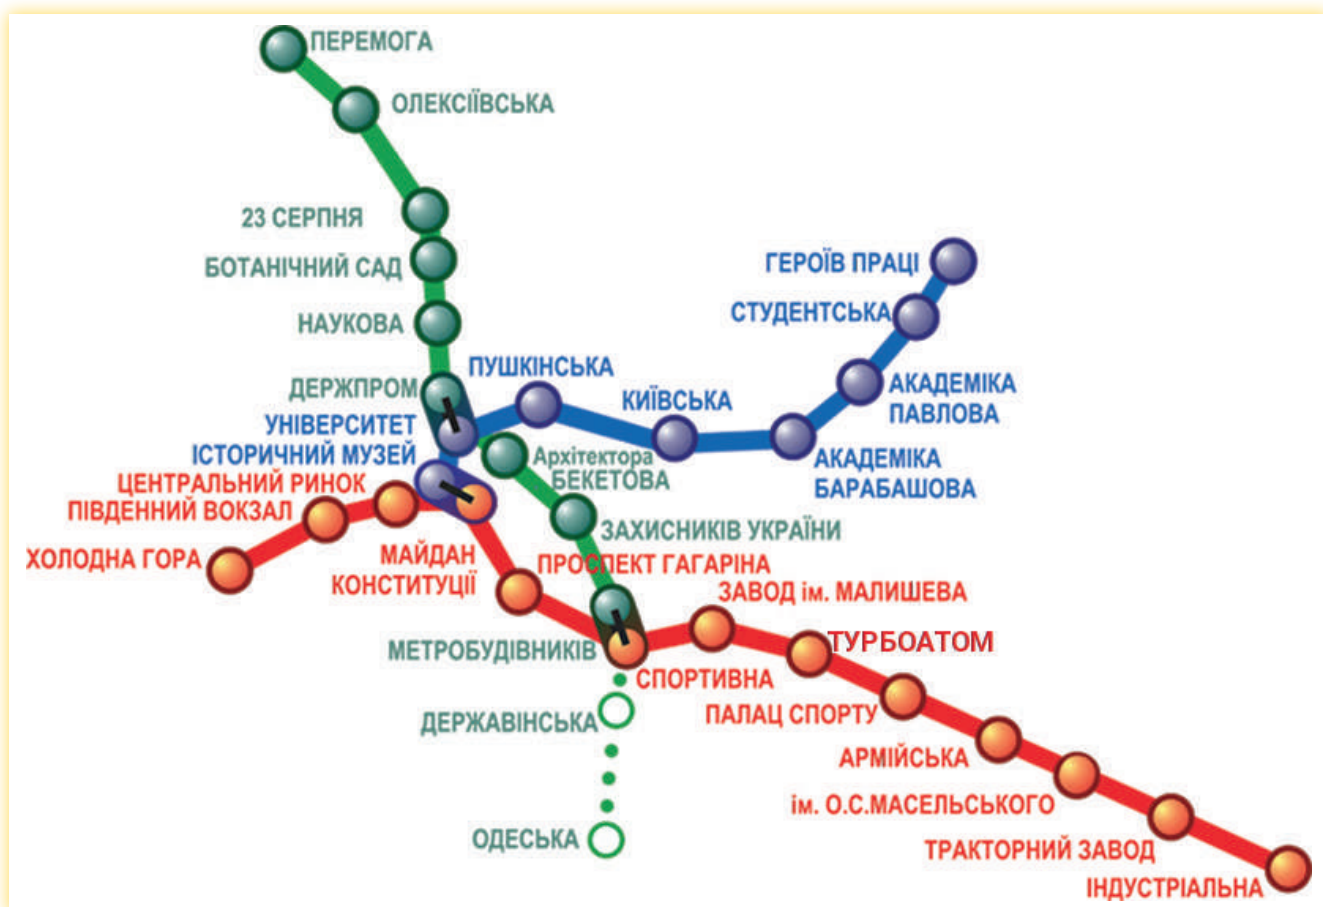 ПЕРЕМОГА
ОЛЕКСІЇВСЬКА
23 СЕРПНЯ
БОТАНІЧНИЙ САД
НАУКОВА
ДЕРЖПРОМ
УНІВЕРСИТЕТ
ІСТОРИЧНИЙ МУЗЕЙ
ЦЕНТРАЛЬНИЙ РИНОК
ПІВДЕННИЙ ВОКЗАЛ
ХОЛОДНА ГОРА
МАЙДАН
КОНСТИТУЦІЇ
ПУШКІНСЬКА
КИЇВСЬКА
ГЕРОЇВ ПРАЦІ
СТУДЕНТСЬКА
АКАДЕМІКА
ПАВЛОВА
АКАДЕМІКА
БАРАБАШОВА
Архітектора
БЕКЕТОВА
ЗАХИСНИКІВ УКРАЇНИ
ПРОСПЕКТ ГАГАРІНА
ЗАВОД ім. МАЛИШЕВА
ТУРБОАТОМ
МЕТРОБУДІВНИКІВ
СПОРТИВНА
ПАЛАЦ СПОРТУ
ДЕРЖАВІНСЬКА
АРМІЙСЬКА
ім. О.С.МАСЕЛЬСЬКОГО
ОДЕСЬКА
ТРАКТОРНИЙ ЗАВОД
ІНДУСТРІАЛЬНА